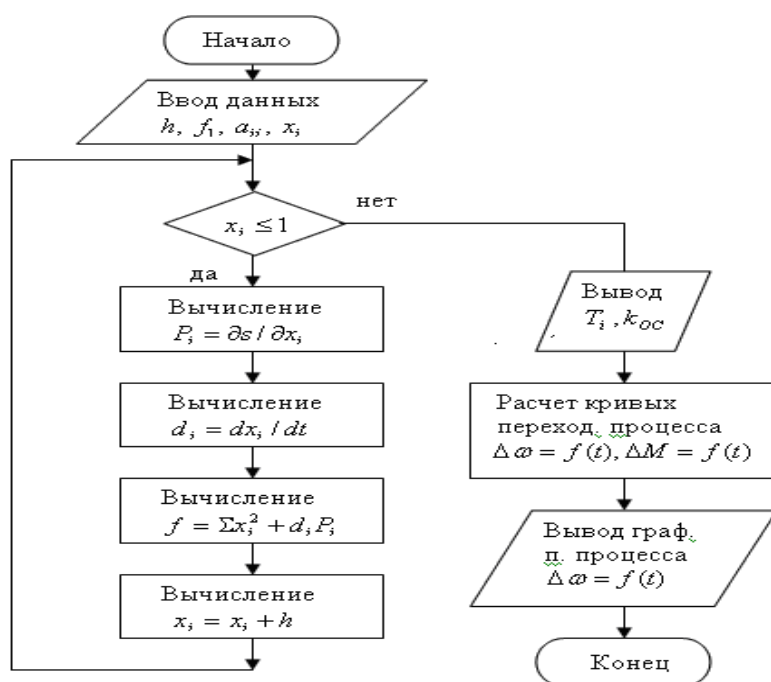 Начало
Ввод данных
h, f₁, aᵢⱼ, xᵢ
xᵢ ≤ 1
нет
да
Вычисление
Pᵢ = ∂s / ∂xᵢ
Вычисление
dᵢ = dxᵢ / dt
Вычисление
f = Σxᵢ² + dᵢPᵢ
Вычисление
xᵢ = xᵢ + h
Вывод
Tᵢ , k_OC
Расчет кривых
переход. процесса
Δω = f(t), ΔM = f(t)
Вывод граф.
п. процесса
Δω = f(t)
Конец